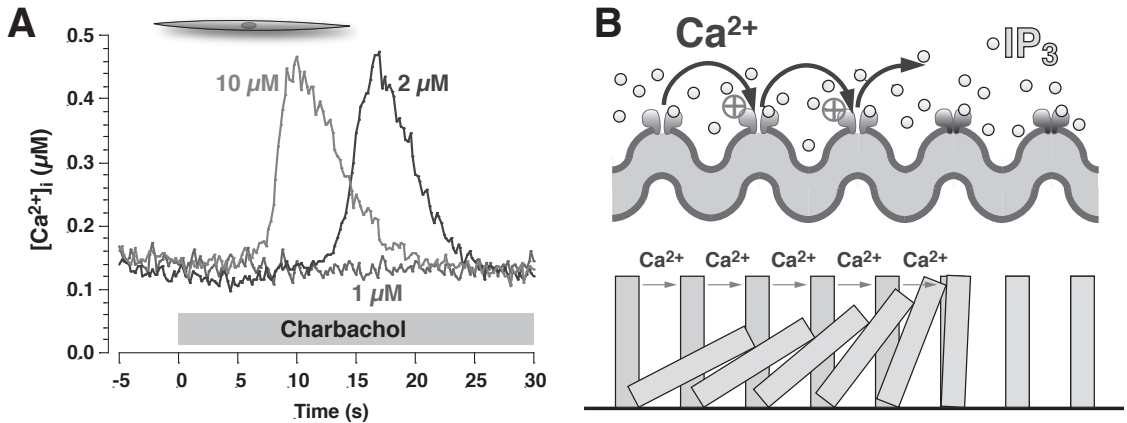 A
0.5
0.4
0.3
0.2
0.1
0.0
[Ca²⁺]ᵢ (µM)
10 µM
2 µM
1 µM
Charbachol
-5 0 5 10 15 20 25 30
Time (s)
B
Ca²⁺
IP₃
Ca²⁺ Ca²⁺ Ca²⁺ Ca²⁺ Ca²⁺